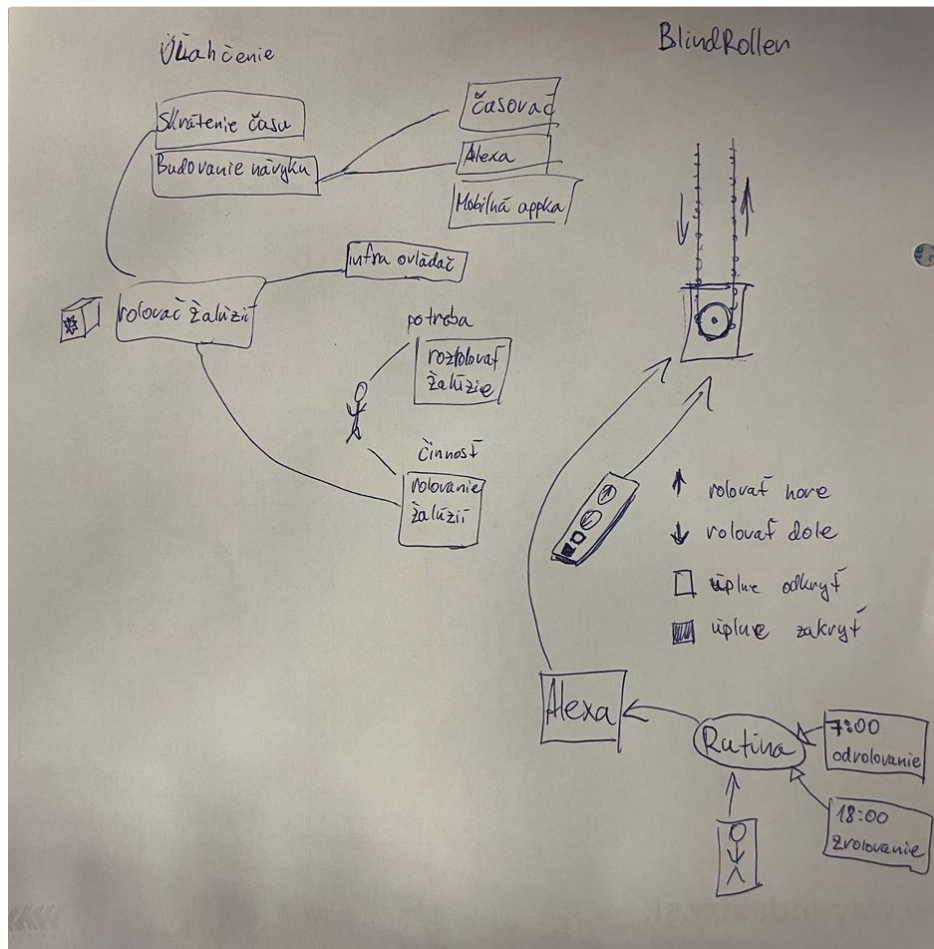 Uľahčenie
Skrátenie času
Budovanie návyku
časovač
Alexa
Mobilná appka
infra ovládač
rolovač žalúzií
potreba
rozrolovať
žalúzie
činnosť
rolovanie
žalúzií
BlindRoller
rolovať hore
rolovať dole
úplne odkryť
úplne zakryť
Alexa
Rutina
7:00
odrolovanie
18:00
zrolovanie